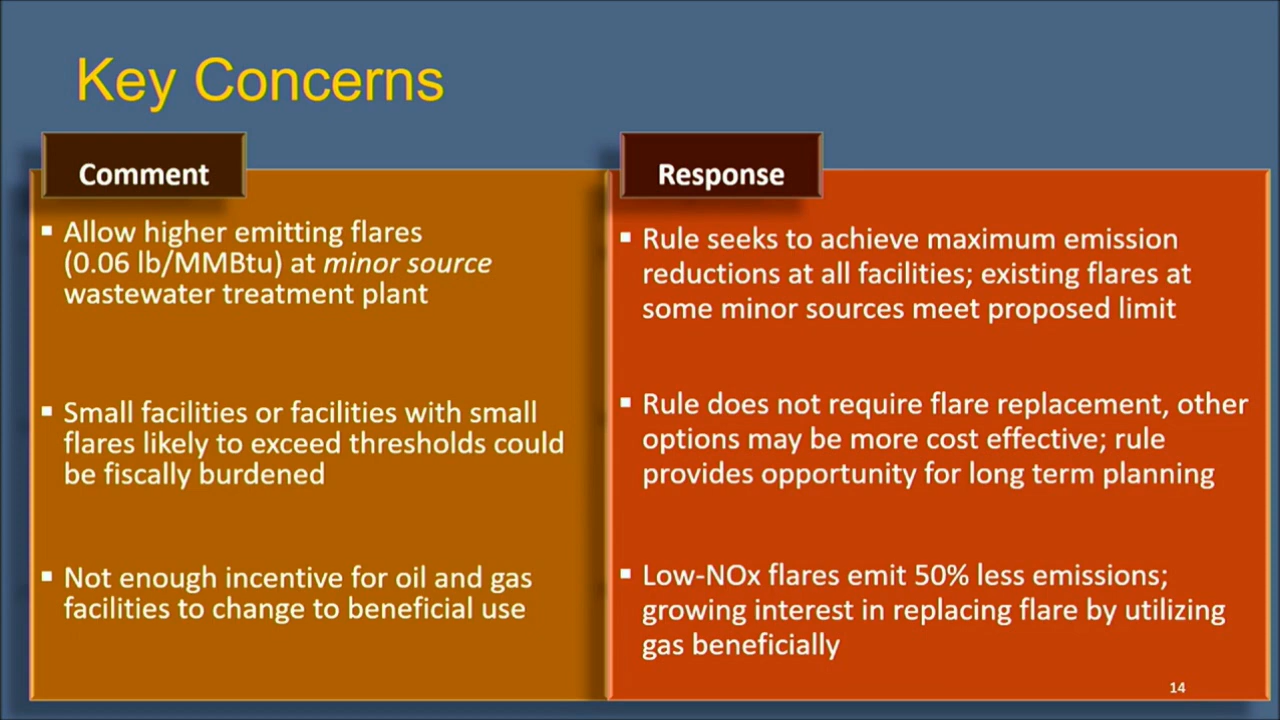 Key Concerns
Comment
▪ Allow higher emitting flares
(0.06 lb/MMBtu) at minor source
wastewater treatment plant
▪ Small facilities or facilities with small
flares likely to exceed thresholds could
be fiscally burdened
▪ Not enough incentive for oil and gas
facilities to change to beneficial use
Response
▪ Rule seeks to achieve maximum emission
reductions at all facilities; existing flares at
some minor sources meet proposed limit
▪ Rule does not require flare replacement, other
options may be more cost effective; rule
provides opportunity for long term planning
▪ Low-NOx flares emit 50% less emissions;
growing interest in replacing flare by utilizing
gas beneficially
14